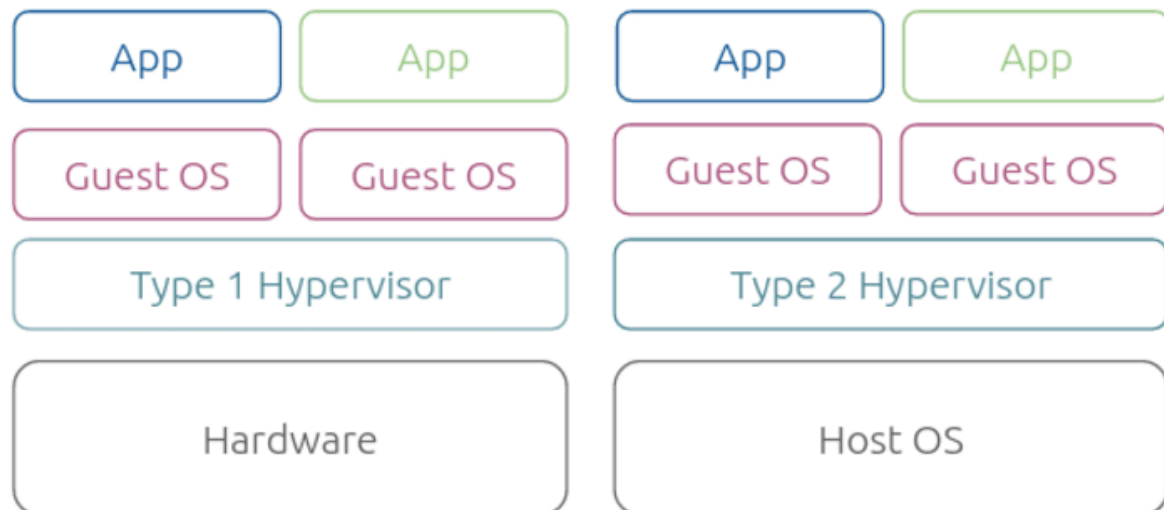 App
App
Guest OS
Guest OS
Type 1 Hypervisor
Hardware
App
App
Guest OS
Guest OS
Type 2 Hypervisor
Host OS